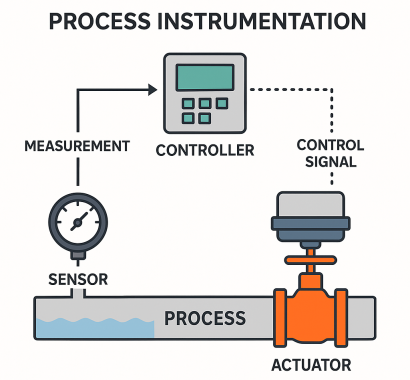 PROCESS INSTRUMENTATION
MEASUREMENT
CONTROLLER
CONTROL
SIGNAL
SENSOR
PROCESS
ACTUATOR